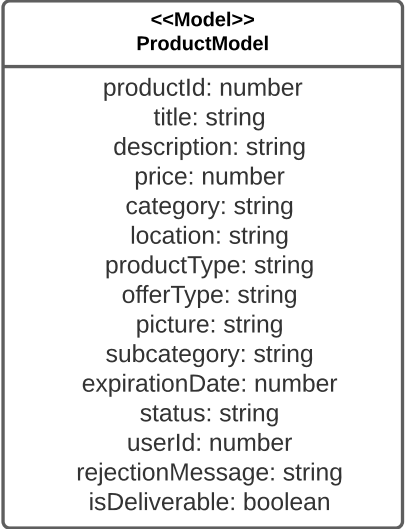 <<Model>>
ProductModel
productId: number
title: string
description: string
price: number
category: string
location: string
productType: string
offerType: string
picture: string
subcategory: string
expirationDate: number
status: string
userId: number
rejectionMessage: string
isDeliverable: boolean